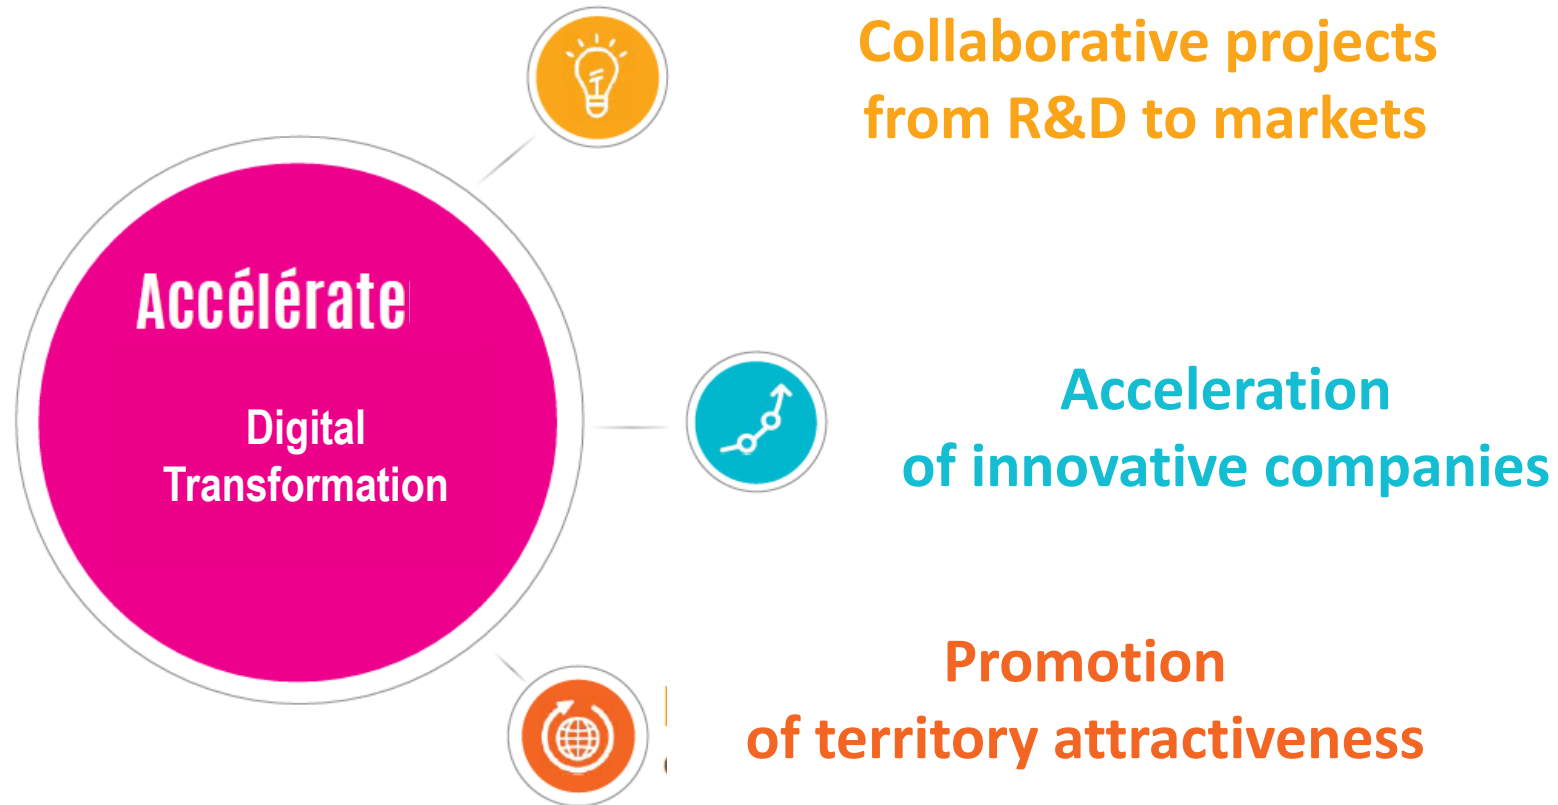 Accélérate
Digital
Transformation
Collaborative projects
from R&D to markets
Acceleration
of innovative companies
Promotion
of territory attractiveness